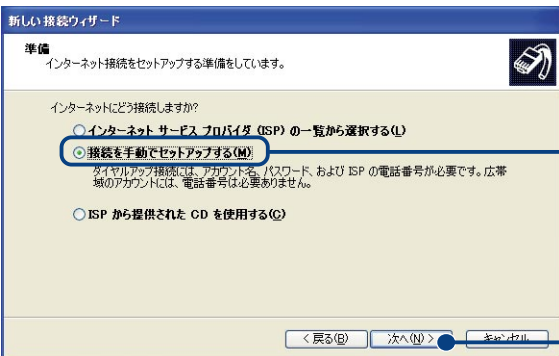 新しい接続ウィザード
準備
インターネット接続をセットアップする準備をしています。
インターネットにどう接続しますか?
インターネット サービス プロバイダ (ISP) の一覧から選択する(L)
接続を手動でセットアップする(M)
ダイヤルアップ接続には、アカウント名、パスワード、および ISP の電話番号が必要です。広帯
域のアカウントには、電話番号は必要ありません。
ISP から提供された CD を使用する(C)
< 戻る(B) 次へ(N) > キャンセル